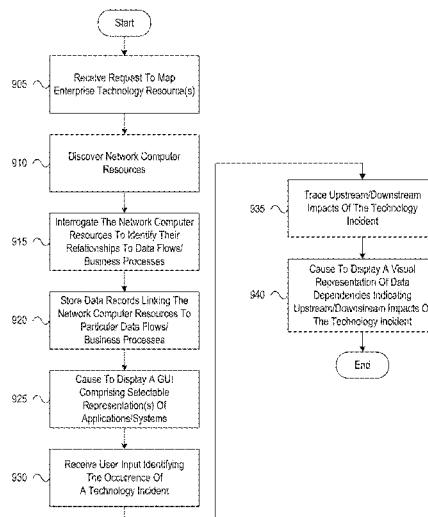 Start
905
Receive Request To Map
Enterprise Technology Resource(s)
910
Discover Network Computer
Resources
915
Interrogate The Network Computer
Resources To Identify Their
Relationships To Data Flows/
Business Processes
920
Store Data Records Linking The
Network Computer Resources To
Particular Data Flows/
Business Processes
925
Cause To Display A GUI
Comprising Selectable
Representation(s) Of
Applications/Systems
930
Receive User Input Identifying
The Occurrence Of
A Technology Incident
935
Trace Upstream/Downstream
Impacts Of The Technology
Incident
940
Cause To Display A Visual
Representation Of Data
Dependencies Indicating
Upstream/Downstream Impacts Of
The Technology Incident
End